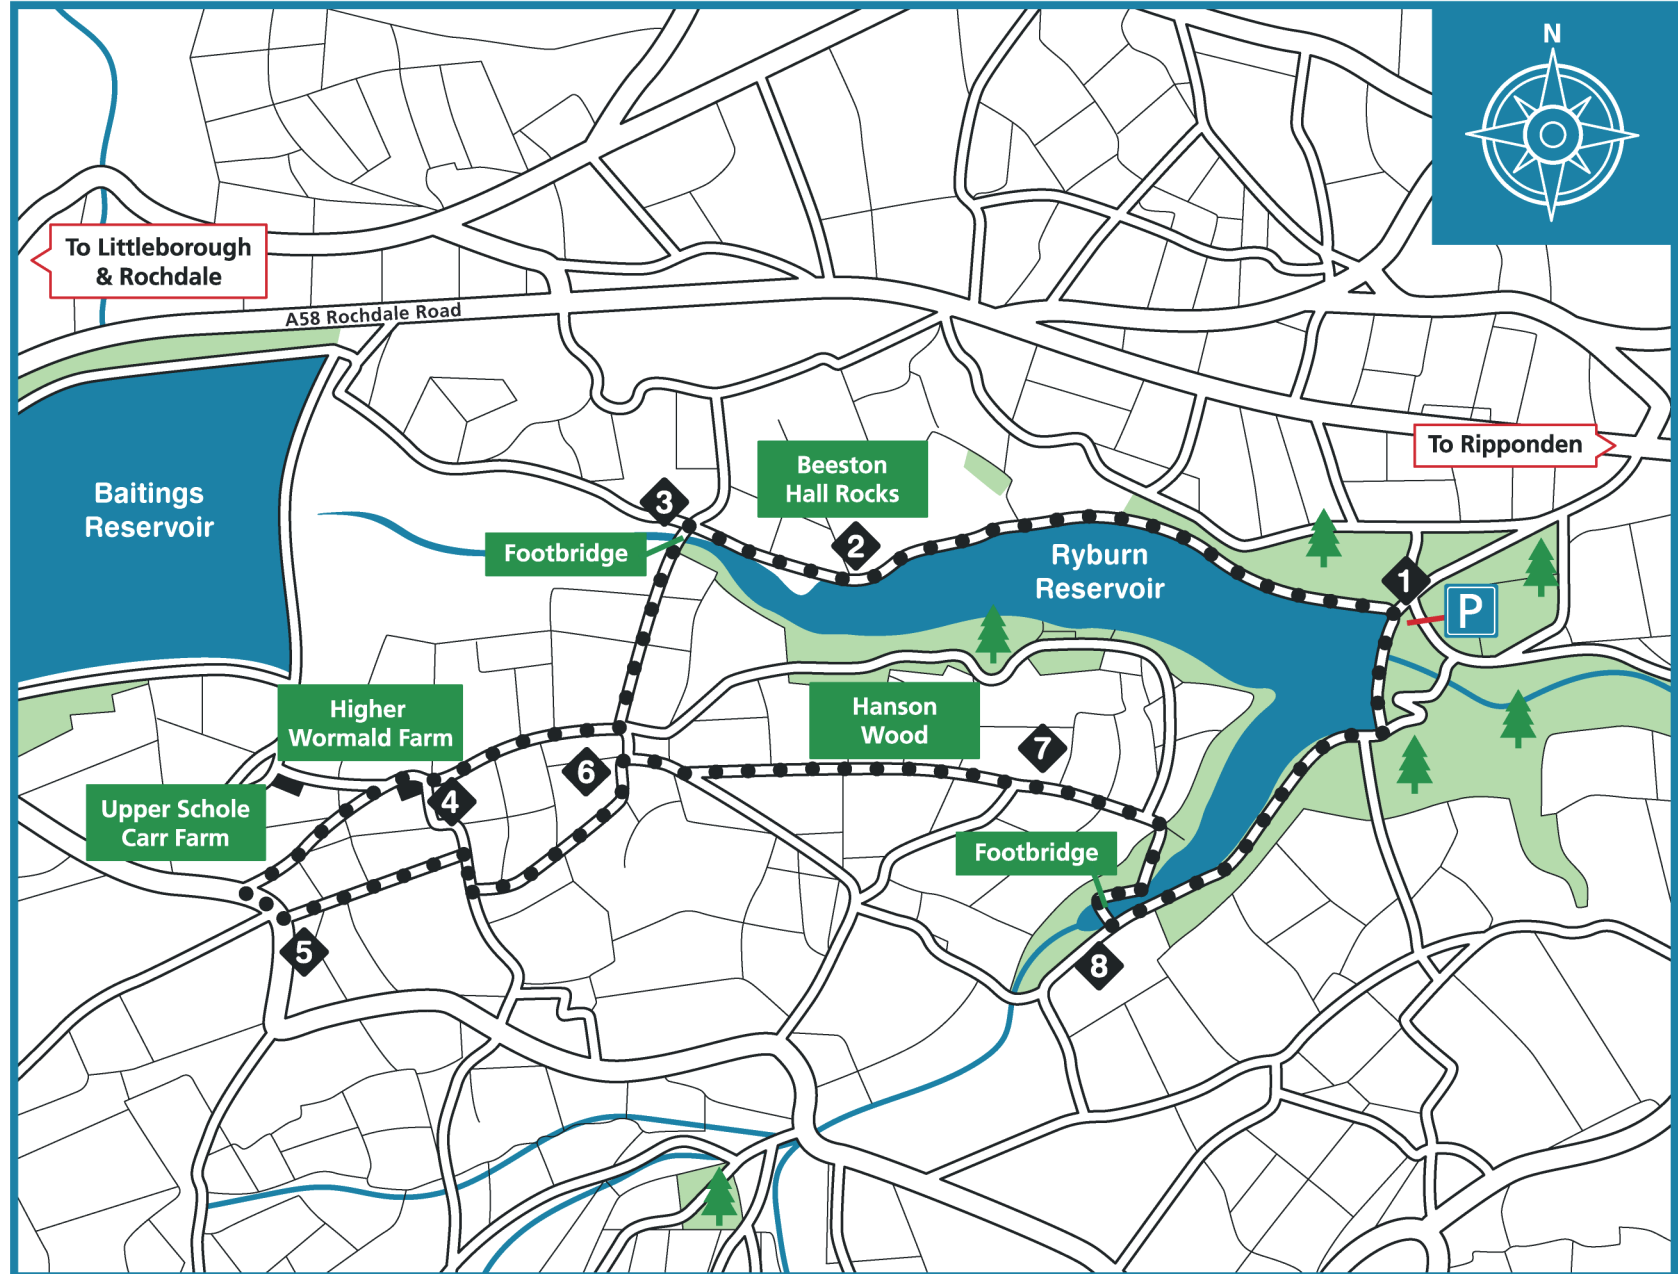 N
To Littleborough
& Rochdale
A58 Rochdale Road
To Ripponden
Baitings
Reservoir
Beeston
Hall Rocks
3
2
Footbridge
Ryburn
Reservoir
1
P
Higher
Wormald Farm
Hanson
Wood
7
6
4
Upper Schole
Carr Farm
Footbridge
5
8